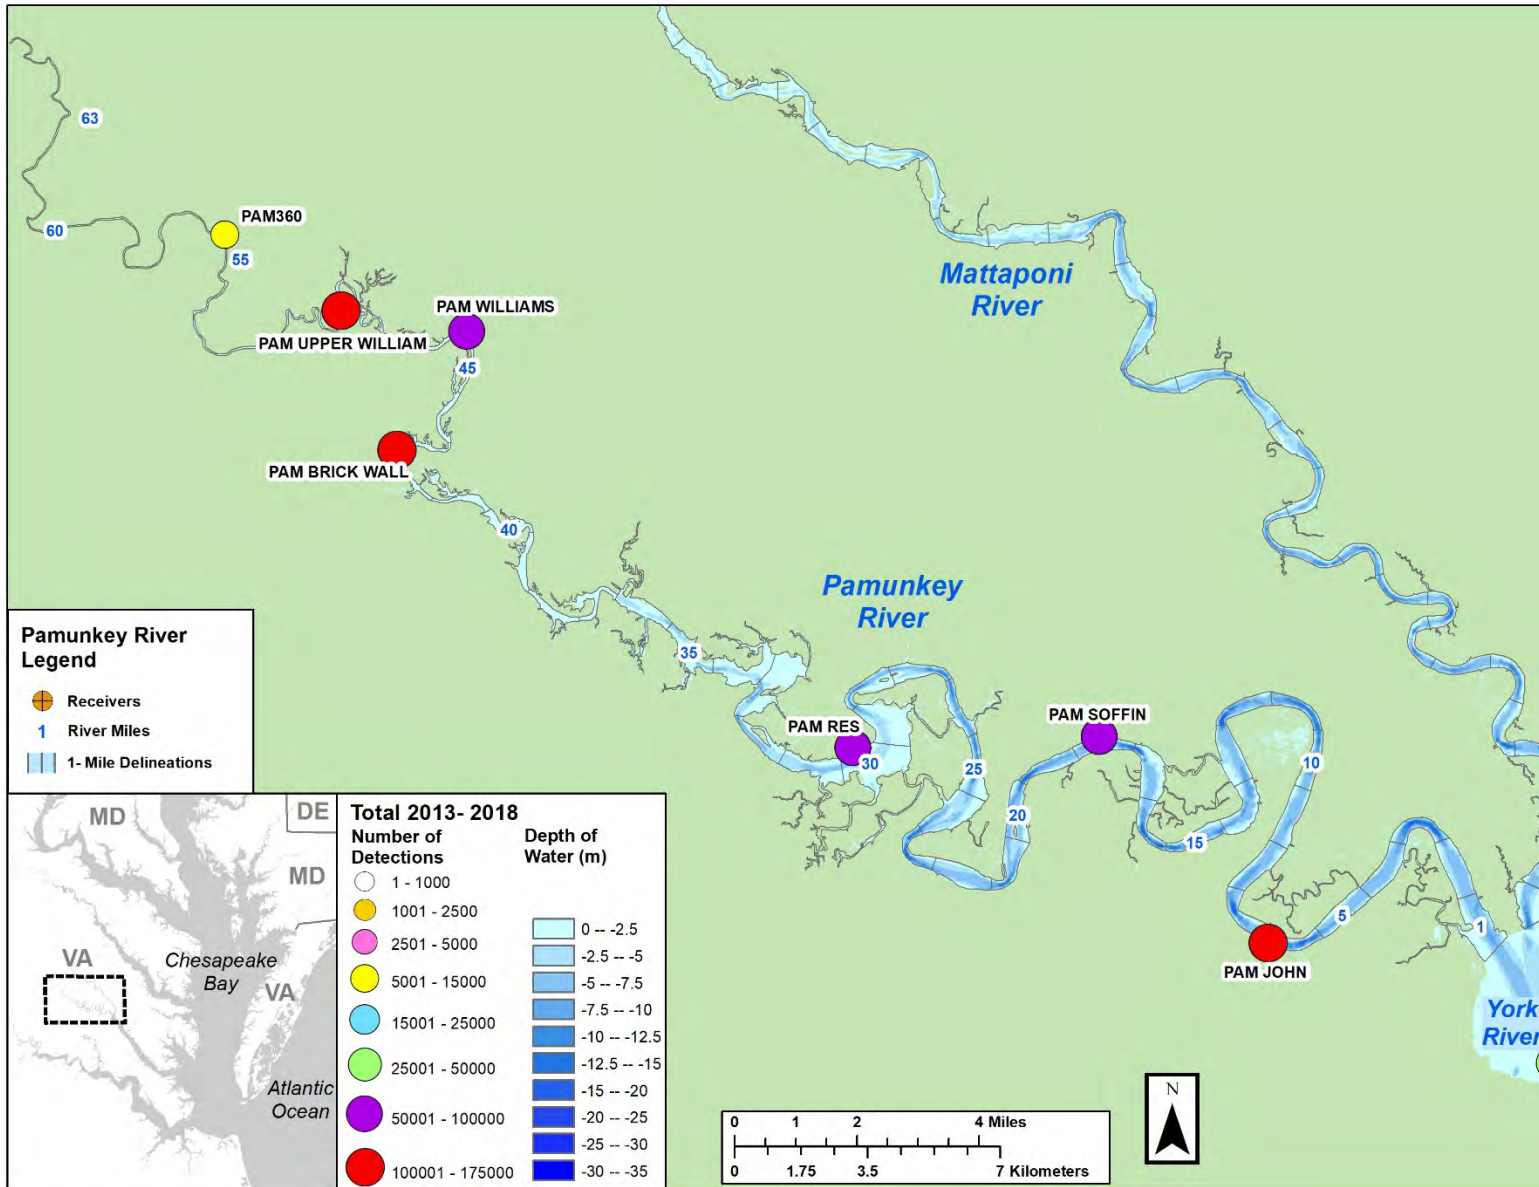 63
PAM360
60
55
PAM WILLIAMS
PAM UPPER WILLIAM
45
PAM BRICK WALL
40
Mattaponi
River
Pamunkey
River
35
PAM RES
30
25
PAM SOFFIN
20
15
10
5
1
PAM JOHN
York
River
Pamunkey River
Legend
Receivers
1 River Miles
1- Mile Delineations
MD
DE
MD
VA
Chesapeake
Bay
VA
Atlantic
Ocean
Total 2013- 2018
Number of
Detections
1 - 1000
1001 - 2500
2501 - 5000
5001 - 15000
15001 - 25000
25001 - 50000
50001 - 100000
100001 - 175000
Depth of
Water (m)
0 -- -2.5
-2.5 -- -5
-5 -- -7.5
-7.5 -- -10
-10 -- -12.5
-12.5 -- -15
-15 -- -20
-20 -- -25
-25 -- -30
-30 -- -35
0 1 2 4 Miles
0 1.75 3.5 7 Kilometers
N